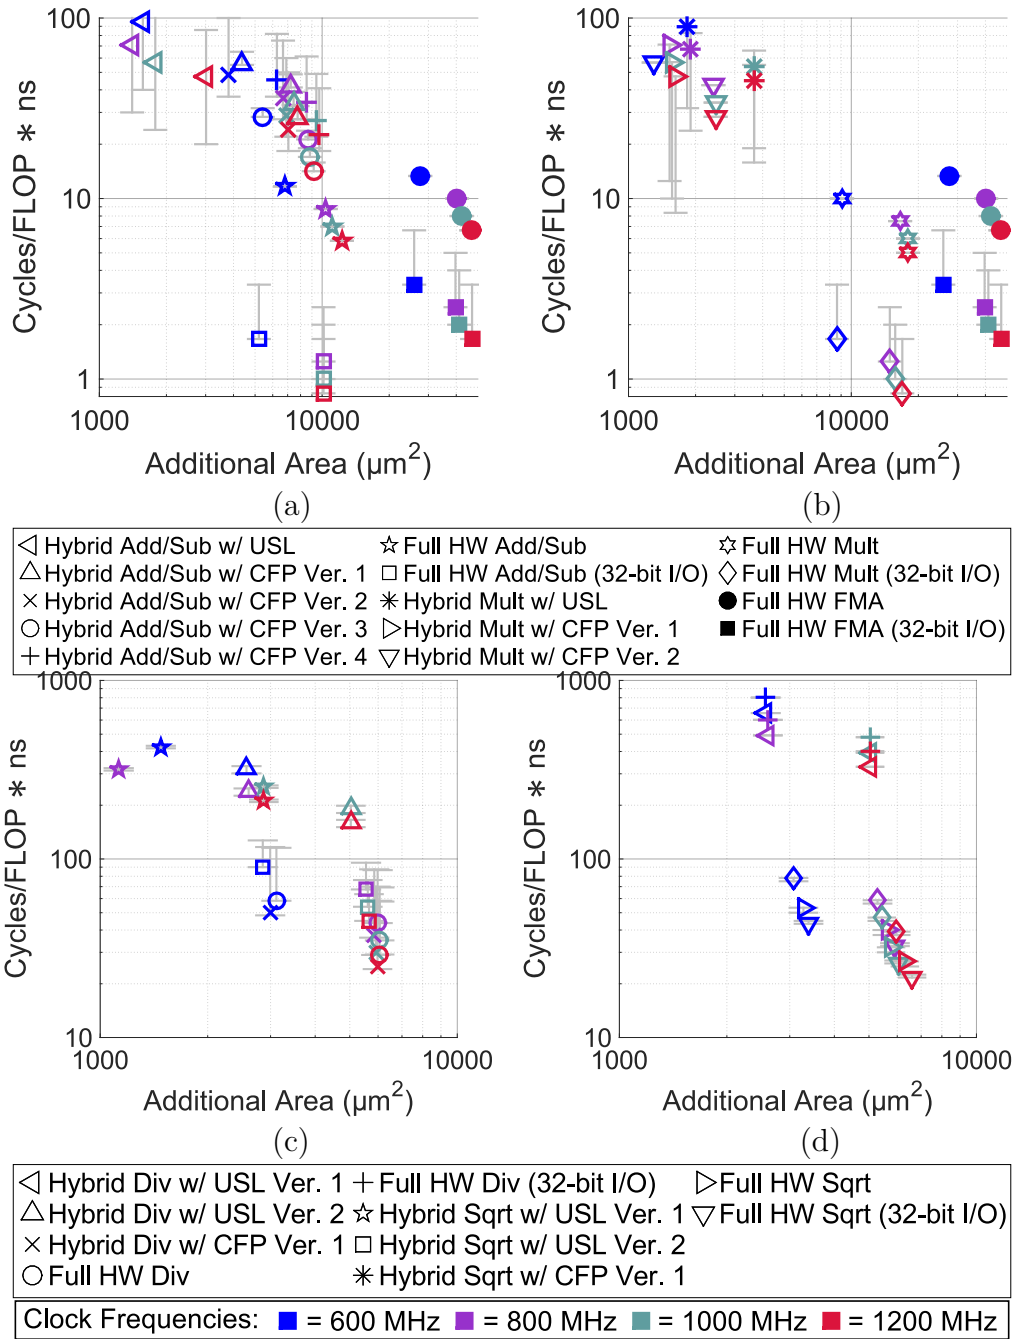 100
10
1
1000
10000
Cycles/FLOP * ns
Additional Area (µm²)
(a)
100
10
1
1000
10000
Cycles/FLOP * ns
Additional Area (µm²)
(b)
Hybrid Add/Sub w/ USL
Hybrid Add/Sub w/ CFP Ver. 1
Hybrid Add/Sub w/ CFP Ver. 2
Hybrid Add/Sub w/ CFP Ver. 3
Hybrid Add/Sub w/ CFP Ver. 4
Full HW Add/Sub
Full HW Add/Sub (32-bit I/O)
Hybrid Mult w/ USL
Hybrid Mult w/ CFP Ver. 1
Hybrid Mult w/ CFP Ver. 2
Full HW Mult
Full HW Mult (32-bit I/O)
Full HW FMA
Full HW FMA (32-bit I/O)
1000
100
10
1000
10000
Cycles/FLOP * ns
Additional Area (µm²)
(c)
1000
100
10
1000
10000
Cycles/FLOP * ns
Additional Area (µm²)
(d)
Hybrid Div w/ USL Ver. 1
Hybrid Div w/ USL Ver. 2
Hybrid Div w/ CFP Ver. 1
Full HW Div
Full HW Div (32-bit I/O)
Hybrid Sqrt w/ USL Ver. 1
Hybrid Sqrt w/ USL Ver. 2
Hybrid Sqrt w/ CFP Ver. 1
Full HW Sqrt
Full HW Sqrt (32-bit I/O)
Clock Frequencies: = 600 MHz = 800 MHz = 1000 MHz = 1200 MHz